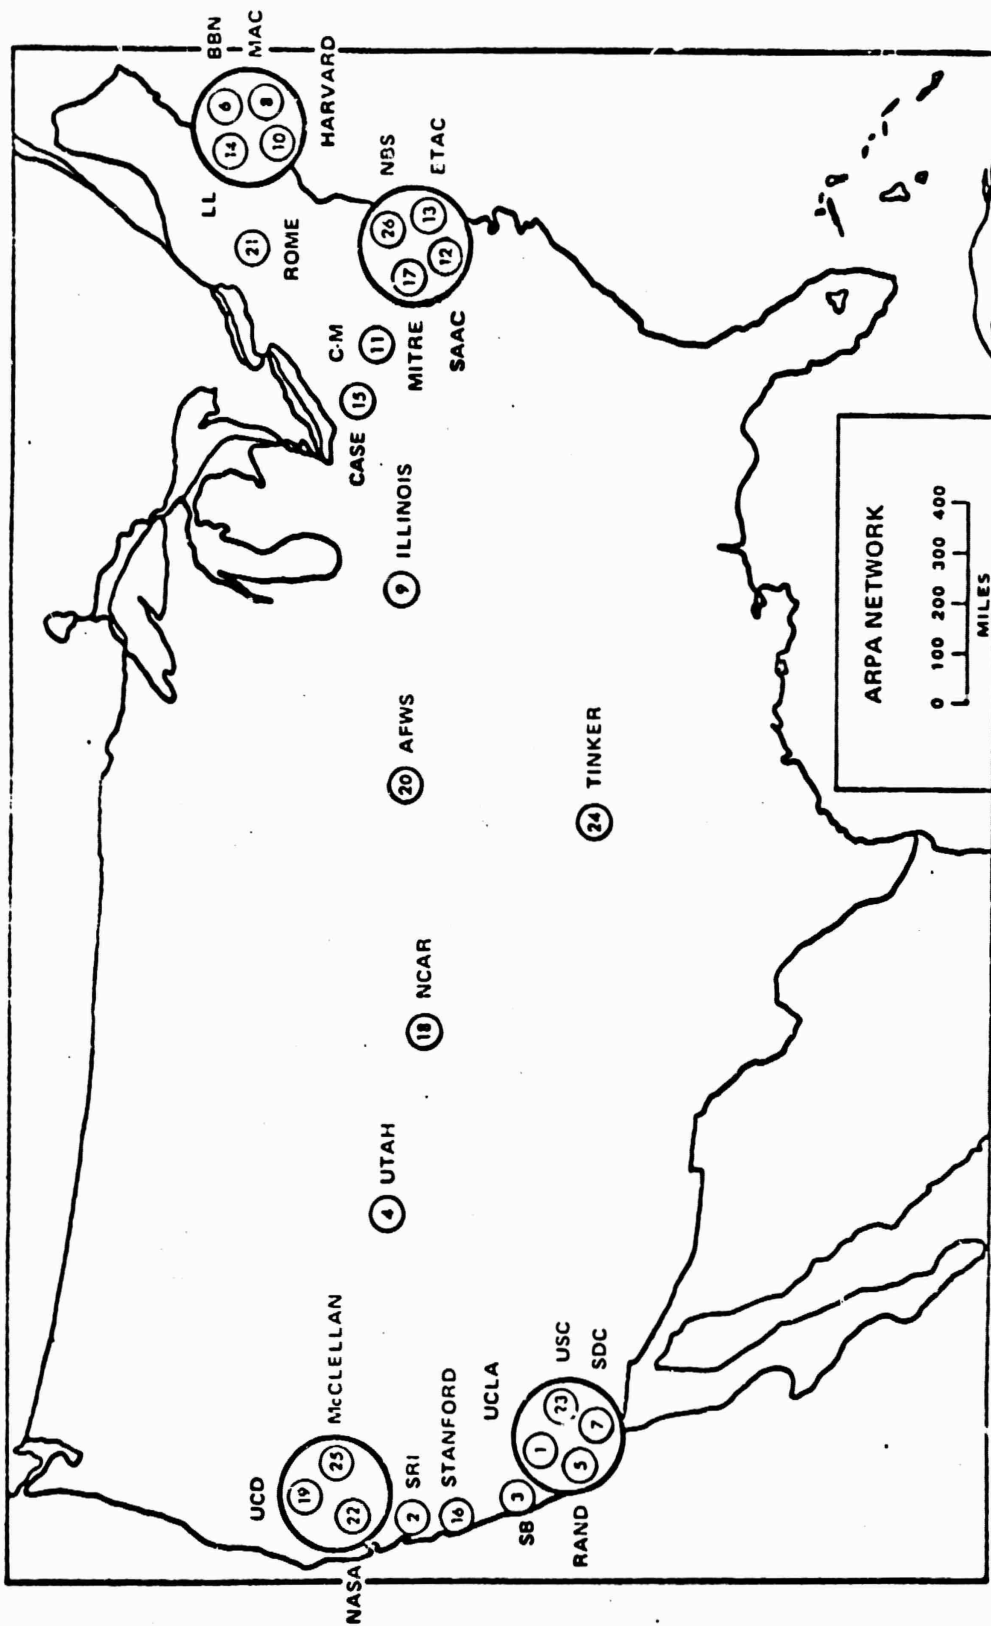 UCD
19
25
22
McCLELLAN
NASA
2 SRI
16 STANFORD
3
SB
UCLA
1
23
5
7
USC
SDC
RAND
4 UTAH
18 NCAR
20 AFWS
24 TINKER
9 ILLINOIS
CASE
15
C-M
11
MITRE
SAAC
17
26
12
13
NBS
ETAC
21
ROME
LL
14
6
10
8
BBN
MAC
HARVARD
ARPA NETWORK
0 100 200 300 400
MILES